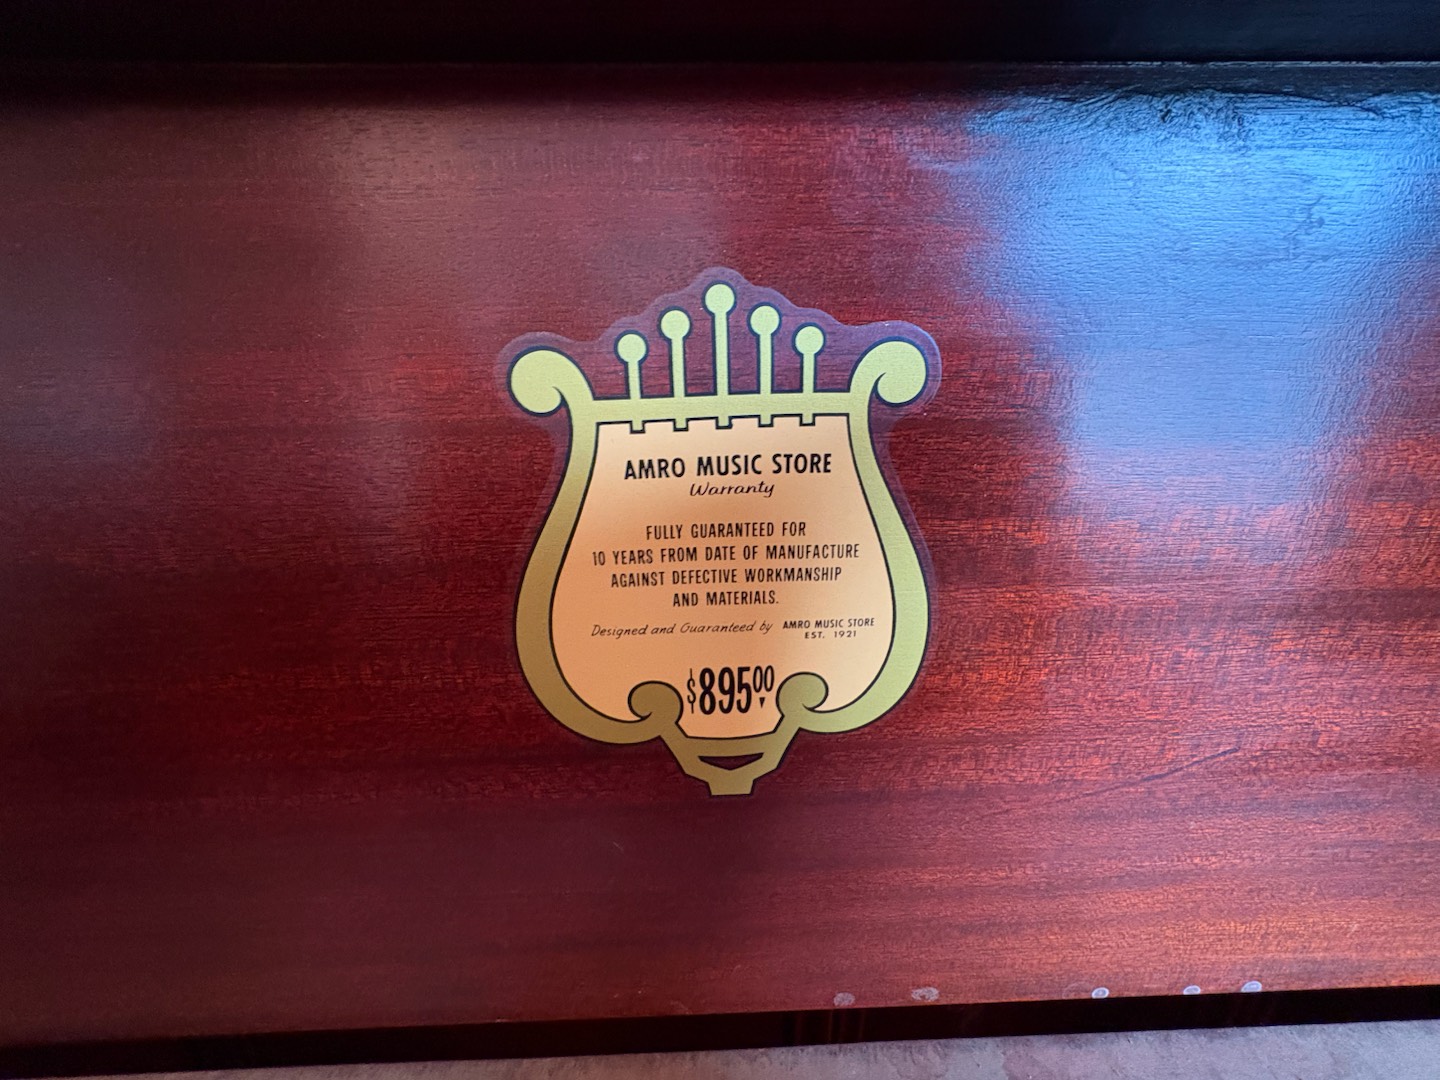 AMRO MUSIC STORE
Warranty
FULLY GUARANTEED FOR
10 YEARS FROM DATE OF MANUFACTURE
AGAINST DEFECTIVE WORKMANSHIP
AND MATERIALS.
Designed and Guaranteed by AMRO MUSIC STORE
EST. 1921
$895.00